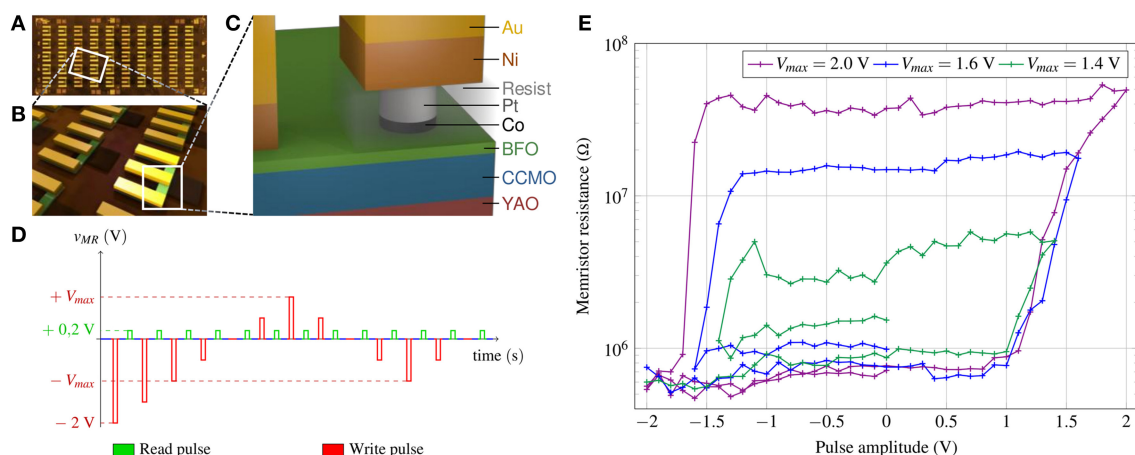 A
B
C
Au
Ni
Resist
Pt
Co
BFO
CCMO
YAO
D
v_MR (V)
+ V_max
+ 0,2 V
time (s)
− V_max
− 2 V
Read pulse
Write pulse
E
V_max = 2.0 V
V_max = 1.6 V
V_max = 1.4 V
Memristor resistance (Ω)
10^8
10^7
10^6
−2 −1.5 −1 −0.5 0 0.5 1 1.5 2
Pulse amplitude (V)